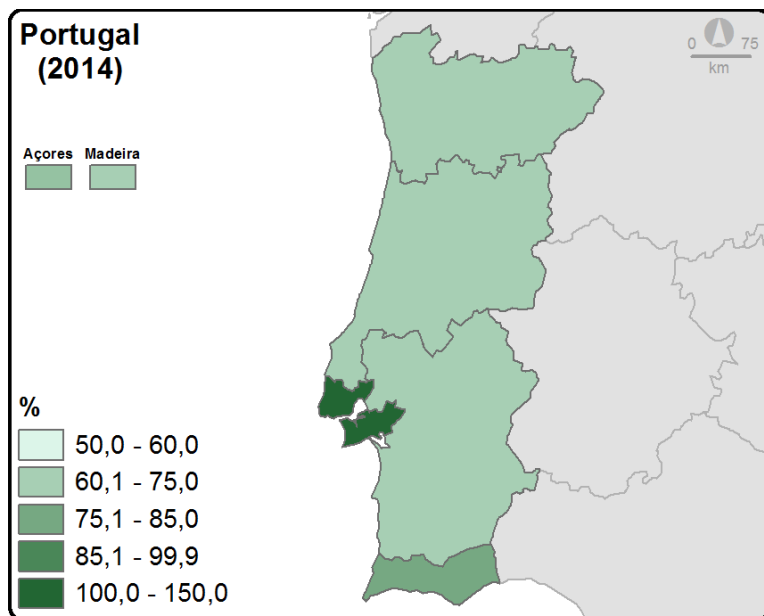 Portugal
(2014)
0 75
km
Açores Madeira
%
50,0 - 60,0
60,1 - 75,0
75,1 - 85,0
85,1 - 99,9
100,0 - 150,0